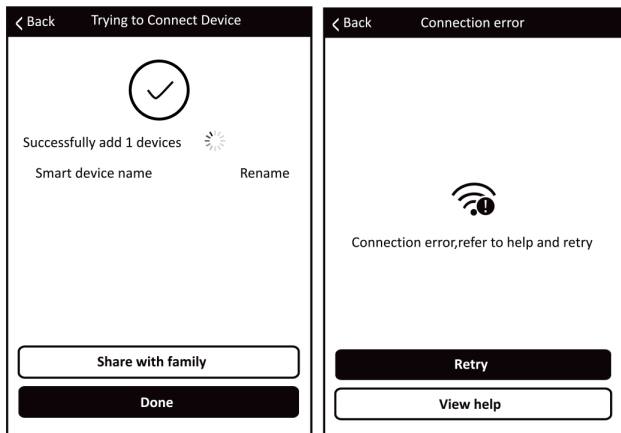 Back
Trying to Connect Device
Successfully add 1 devices
Smart device name
Rename
Share with family
Done
Back
Connection error
Connection error,refer to help and retry
Retry
View help